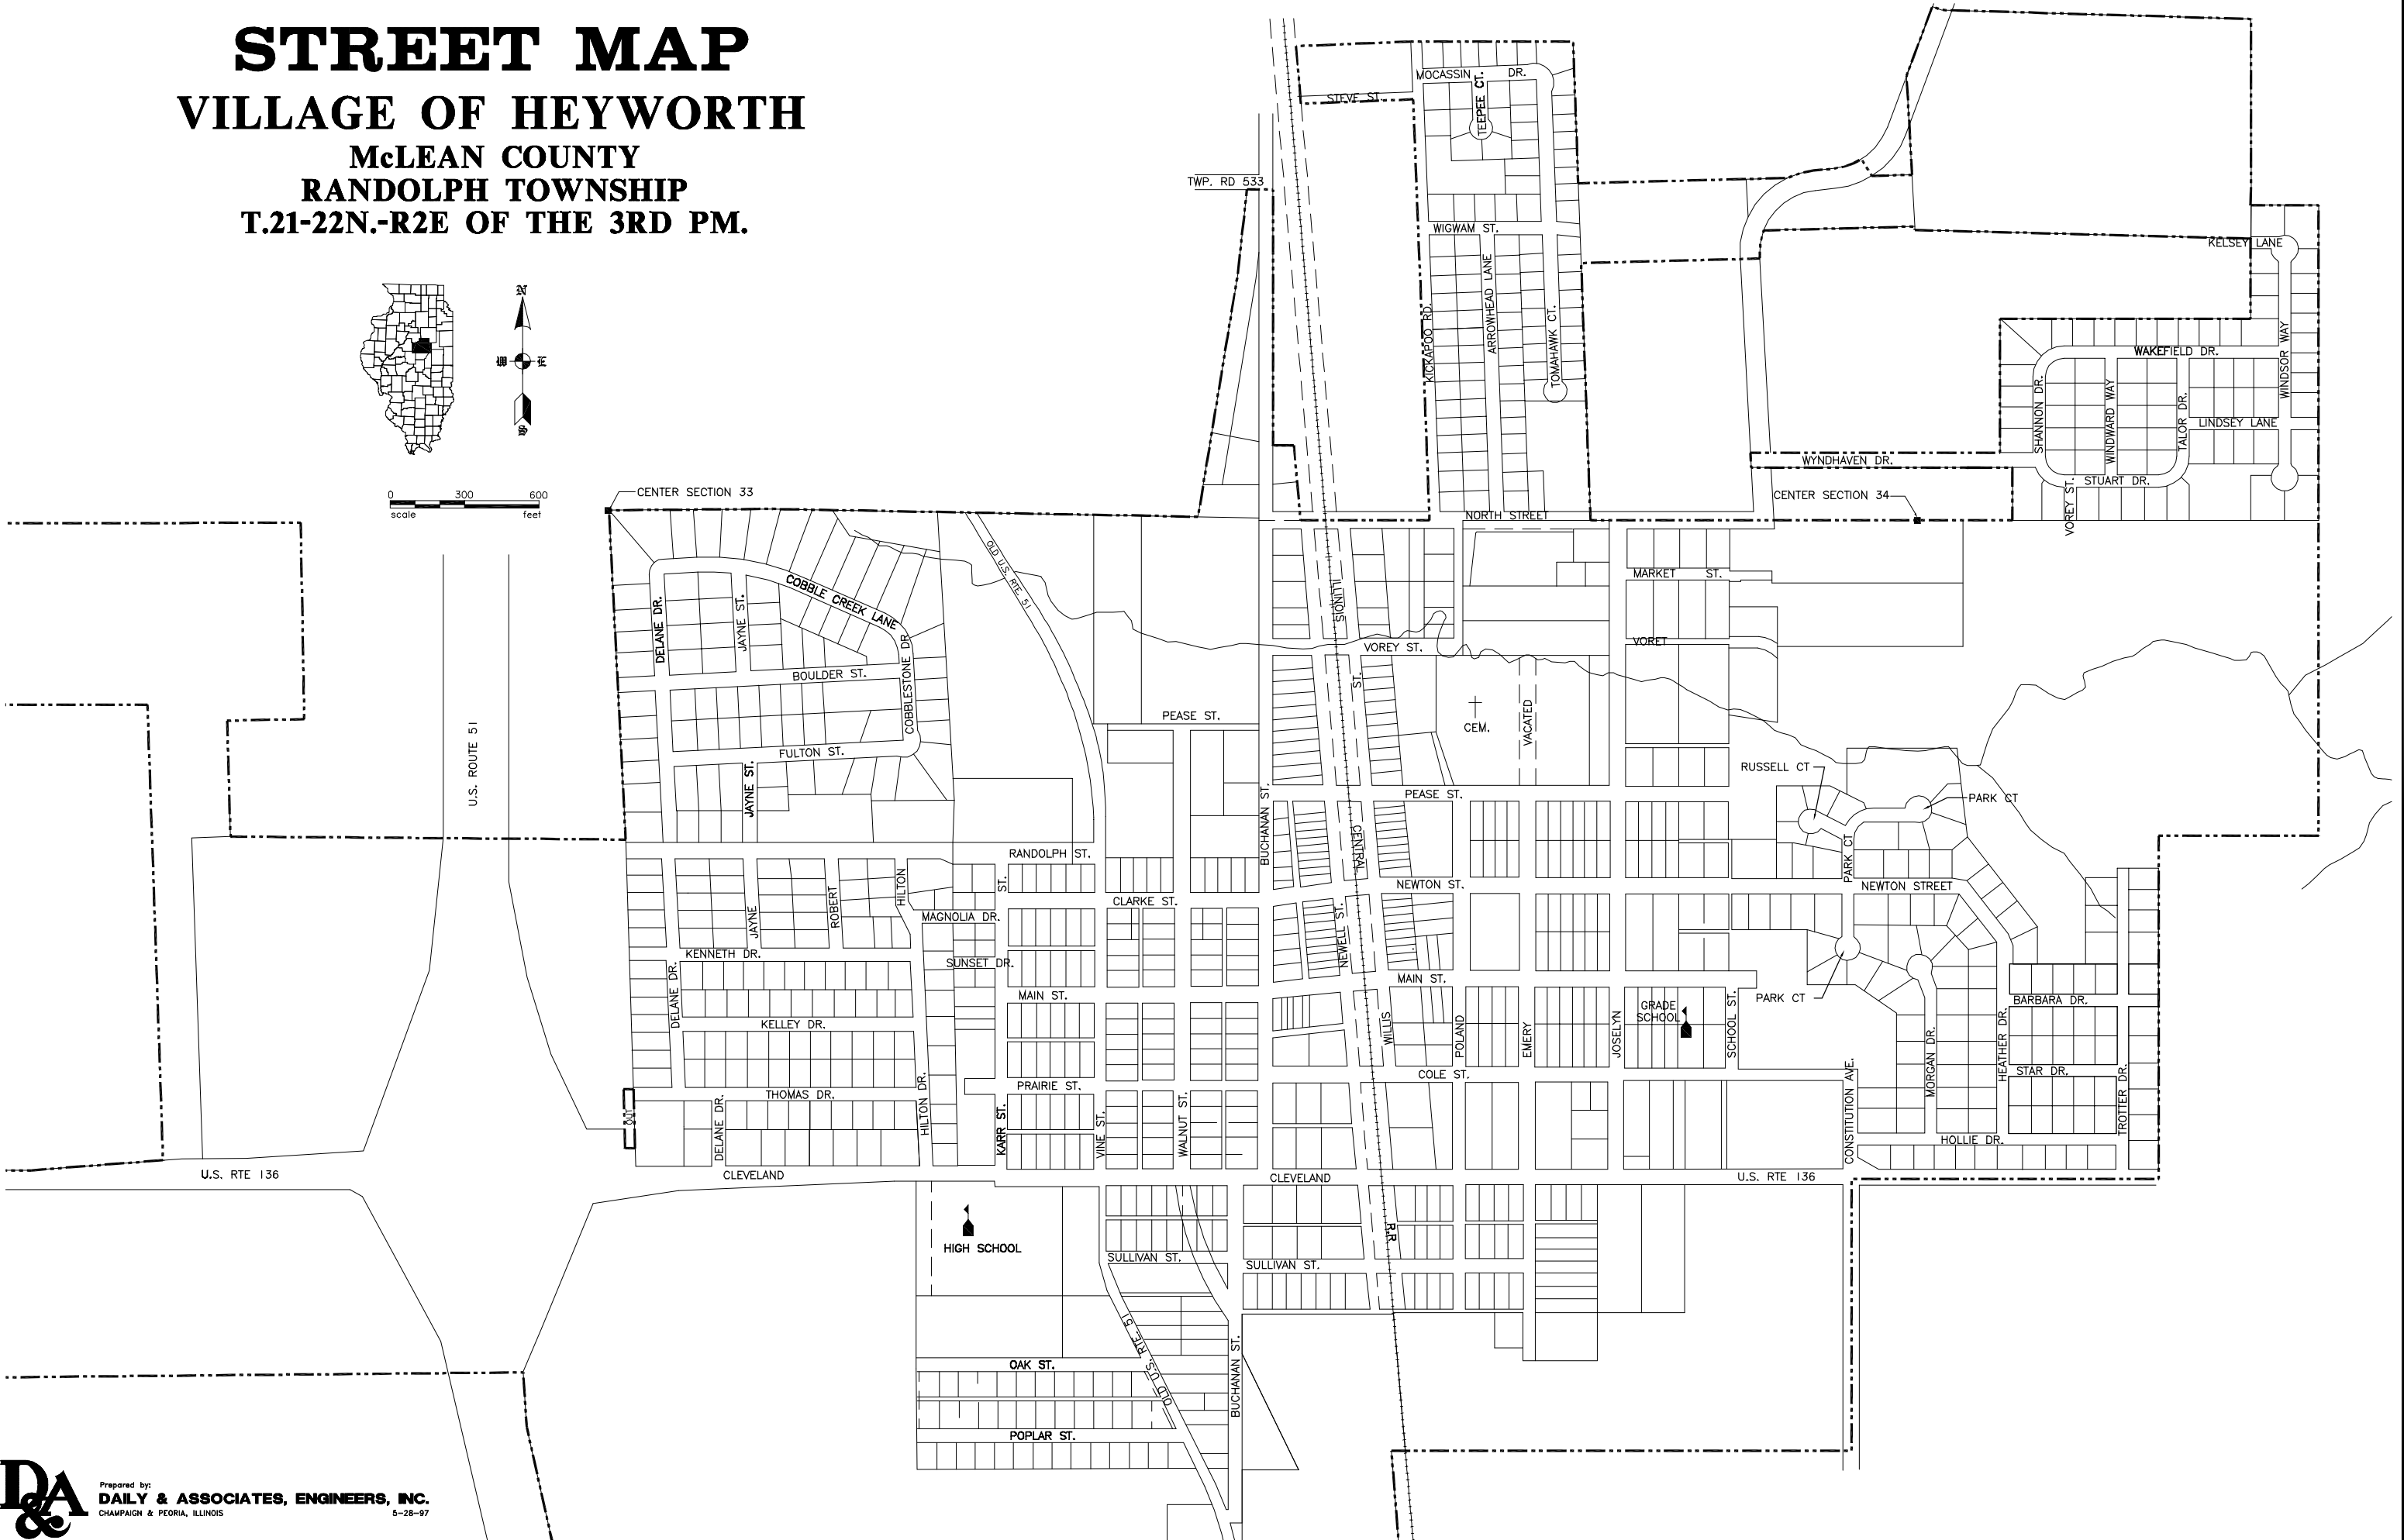 STREET MAP
VILLAGE OF HEYWORTH
McLEAN COUNTY
RANDOLPH TOWNSHIP
T.21-22N.-R2E OF THE 3RD PM.
N
W E
S
0 300 600
scale feet
MOCASSIN DR.
TEEPEE CT.
STEVE ST.
TWP. RD 533
WIGWAM ST.
KICKAPOO RD.
ARROWHEAD LANE
TOMAHAWK CT.
KELSEY LANE
WAKEFIELD DR.
WINDSOR WAY
SHANNON DR.
WINDWARD WAY
TALOR DR.
LINDSEY LANE
WYNDHAVEN DR.
STUART DR.
VOREY ST.
CENTER SECTION 34
CENTER SECTION 33
NORTH STREET
OLD U.S. RTE. 51
COBBLE CREEK LANE
DELANE DR.
JAYNE ST.
COBBLESTONE DR.
BOULDER ST.
FULTON ST.
JAYNE ST.
U.S. ROUTE 51
ILLINOIS
MARKET ST.
VOREY ST.
VORET
ST.
CEM.
VACATED
PEASE ST.
PEASE ST.
BUCHANAN ST.
CENTRAL
RUSSELL CT
PARK CT
PARK CT
RANDOLPH ST.
ST.
HILTON
ROBERT
JAYNE
MAGNOLIA DR.
CLARKE ST.
NEWTON ST.
NEWTON STREET
NEWELL ST.
KENNETH DR.
SUNSET DR.
DELANE DR.
MAIN ST.
MAIN ST.
KELLEY DR.
PARK CT
GRADE
SCHOOL
SCHOOL ST.
WILLIS
POLAND
EMERY
JOSELYN
BARBARA DR.
HEATHER DR.
MORGAN DR.
STAR DR.
TROTTER DR.
CONSTITUTION AVE.
HOLLIE DR.
COLE ST.
PRAIRIE ST.
THOMAS DR.
OUT
DELANE DR.
HILTON DR.
KARR ST.
VINE ST.
WALNUT ST.
U.S. RTE 136
CLEVELAND
CLEVELAND
U.S. RTE 136
HIGH SCHOOL
R.R
SULLIVAN ST.
SULLIVAN ST.
OLD U.S. RTE. 51
BUCHANAN ST.
OAK ST.
POPLAR ST.
D&A
Prepared by:
DAILY & ASSOCIATES, ENGINEERS, INC.
CHAMPAIGN & PEORIA, ILLINOIS 5-28-97